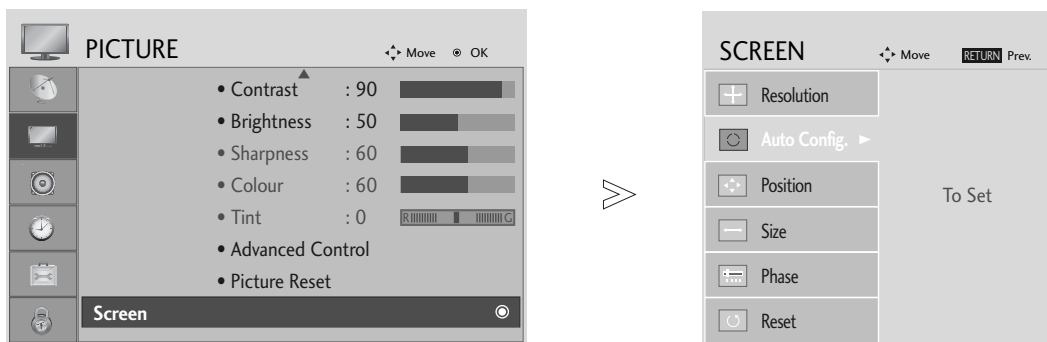 PICTURE Move OK
• Contrast : 90
• Brightness : 50
• Sharpness : 60
• Colour : 60
• Tint : 0 R G
• Advanced Control
• Picture Reset
Screen
SCREEN Move RETURN Prev.
Resolution
Auto Config.
Position
Size
Phase
Reset
To Set